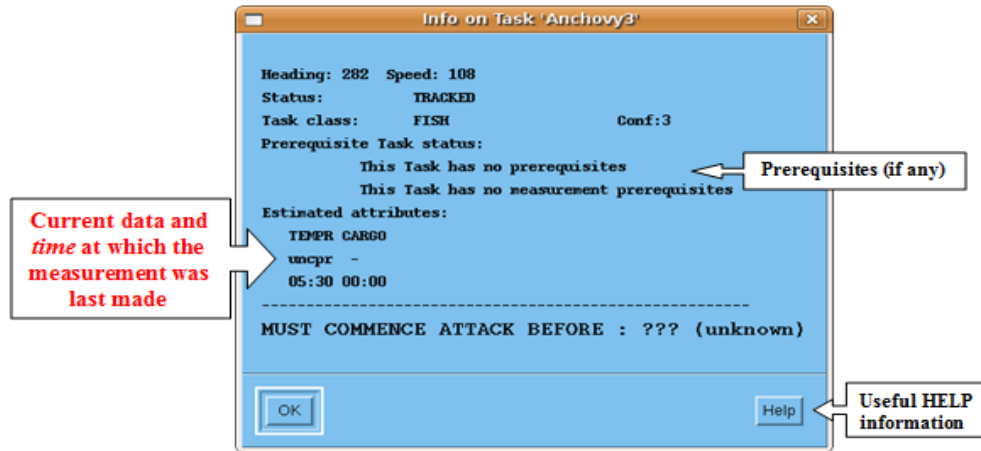 Info on Task 'Anchovy3'
Heading: 282 Speed: 108
Status: TRACKED
Task class: FISH Conf:3
Prerequisite Task status:
This Task has no prerequisites
This Task has no measurement prerequisites
Prerequisites (if any)
Estimated attributes:
TEMPR CARGO
uncpr -
05:30 00:00
Current data and
time at which the
measurement was
last made
MUST COMMENCE ATTACK BEFORE : ??? (unknown)
OK
Help
Useful HELP
information